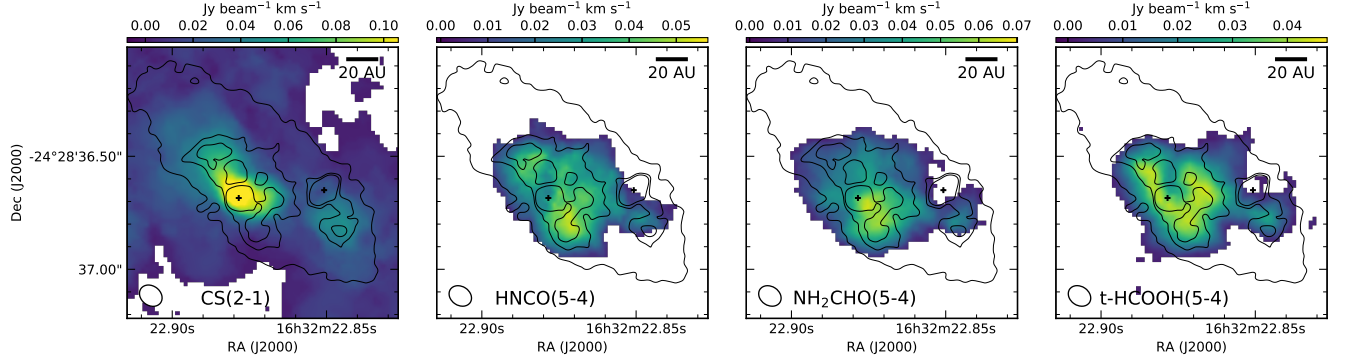 Jy beam⁻¹ km s⁻¹
0.00 0.02 0.04 0.06 0.08 0.10
20 AU
Dec (J2000)
-24°28'36.50"
37.00"
CS(2-1)
22.90s 16h32m22.85s
RA (J2000)
Jy beam⁻¹ km s⁻¹
0.00 0.01 0.02 0.03 0.04 0.05
20 AU
HNCO(5-4)
22.90s 16h32m22.85s
RA (J2000)
Jy beam⁻¹ km s⁻¹
0.00 0.01 0.02 0.03 0.04 0.05 0.06 0.07
20 AU
NH₂CHO(5-4)
22.90s 16h32m22.85s
RA (J2000)
Jy beam⁻¹ km s⁻¹
0.00 0.01 0.02 0.03 0.04
20 AU
t-HCOOH(5-4)
22.90s 16h32m22.85s
RA (J2000)